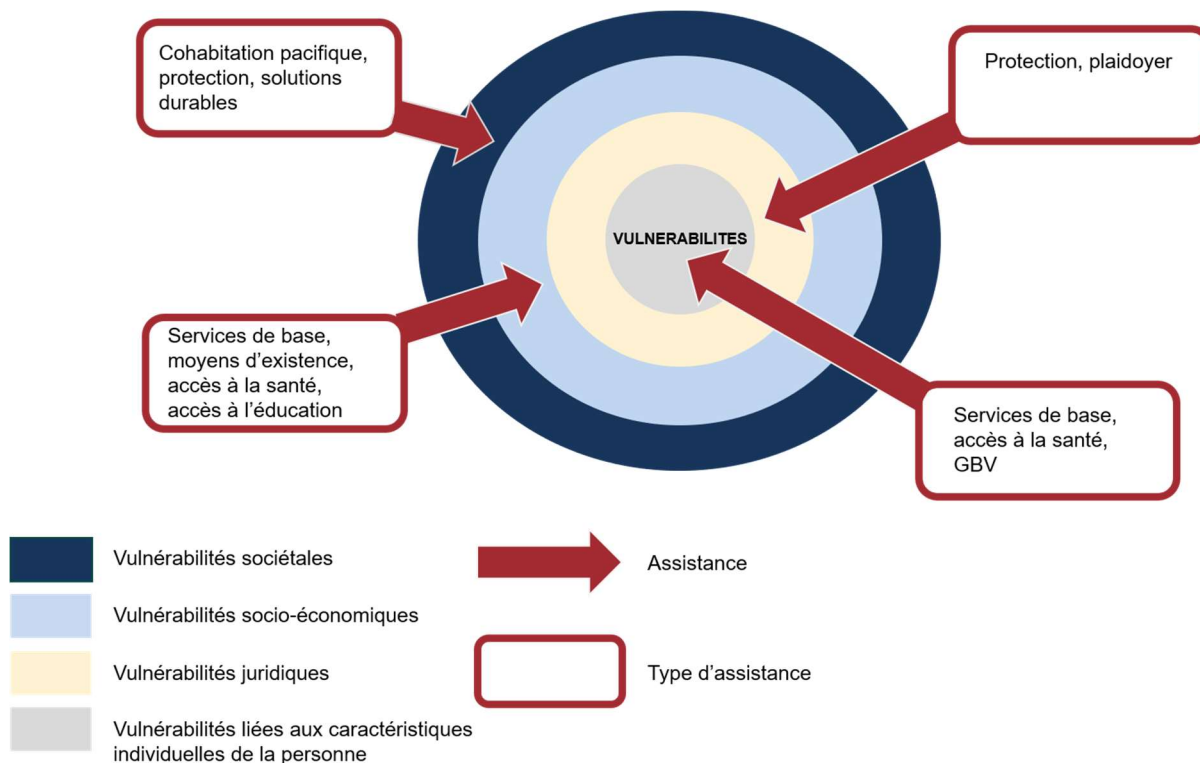 Cohabitation pacifique,
protection, solutions
durables
Protection, plaidoyer
VULNERABILITES
Services de base,
moyens d’existence,
accès à la santé,
accès à l’éducation
Services de base,
accès à la santé,
GBV
Vulnérabilités sociétales
Assistance
Vulnérabilités socio-économiques
Vulnérabilités juridiques
Type d’assistance
Vulnérabilités liées aux caractéristiques
individuelles de la personne